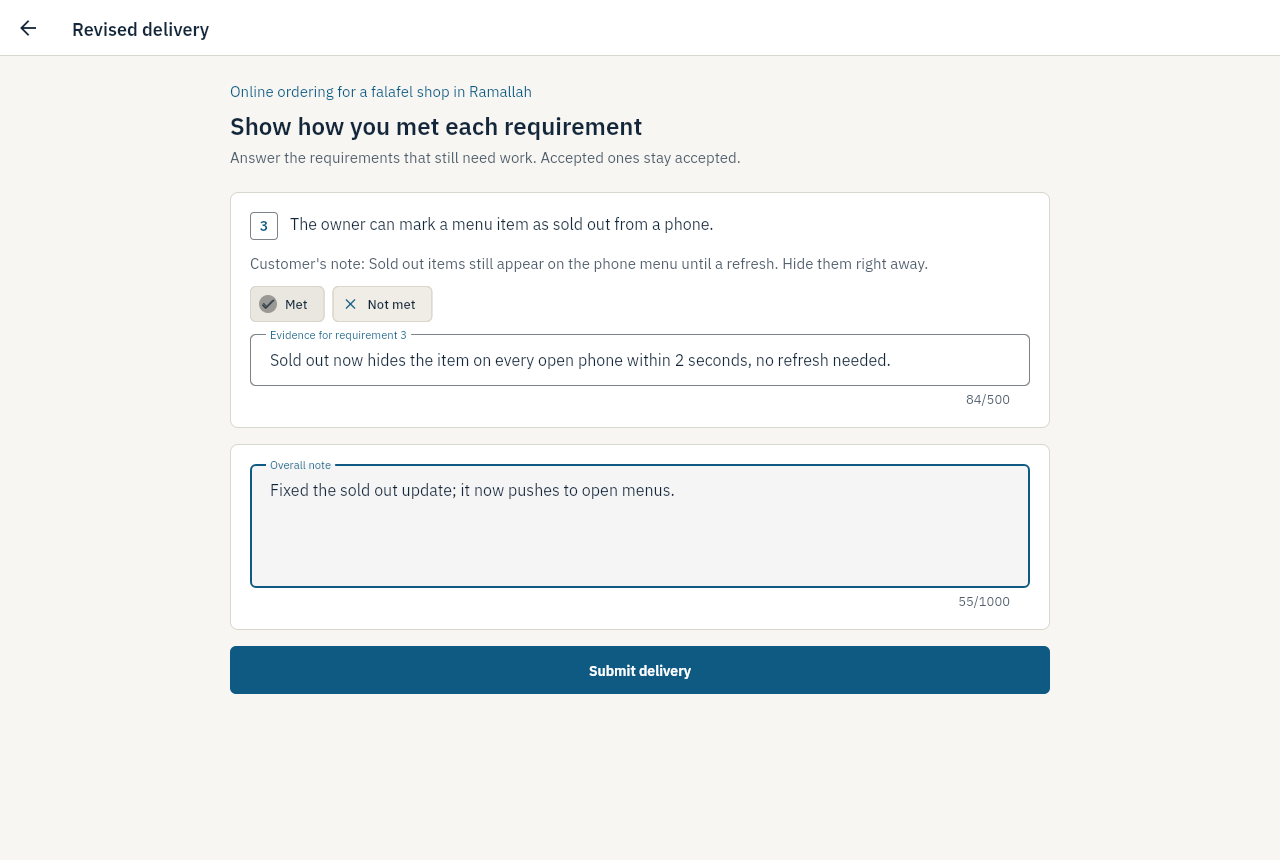 Revised delivery
Online ordering for a falafel shop in Ramallah
Show how you met each requirement
Answer the requirements that still need work. Accepted ones stay accepted.
3 The owner can mark a menu item as sold out from a phone.
Customer's note: Sold out items still appear on the phone menu until a refresh. Hide them right away.
Met Not met
Evidence for requirement 3
Sold out now hides the item on every open phone within 2 seconds, no refresh needed.
84/500
Overall note
Fixed the sold out update; it now pushes to open menus.
55/1000
Submit delivery